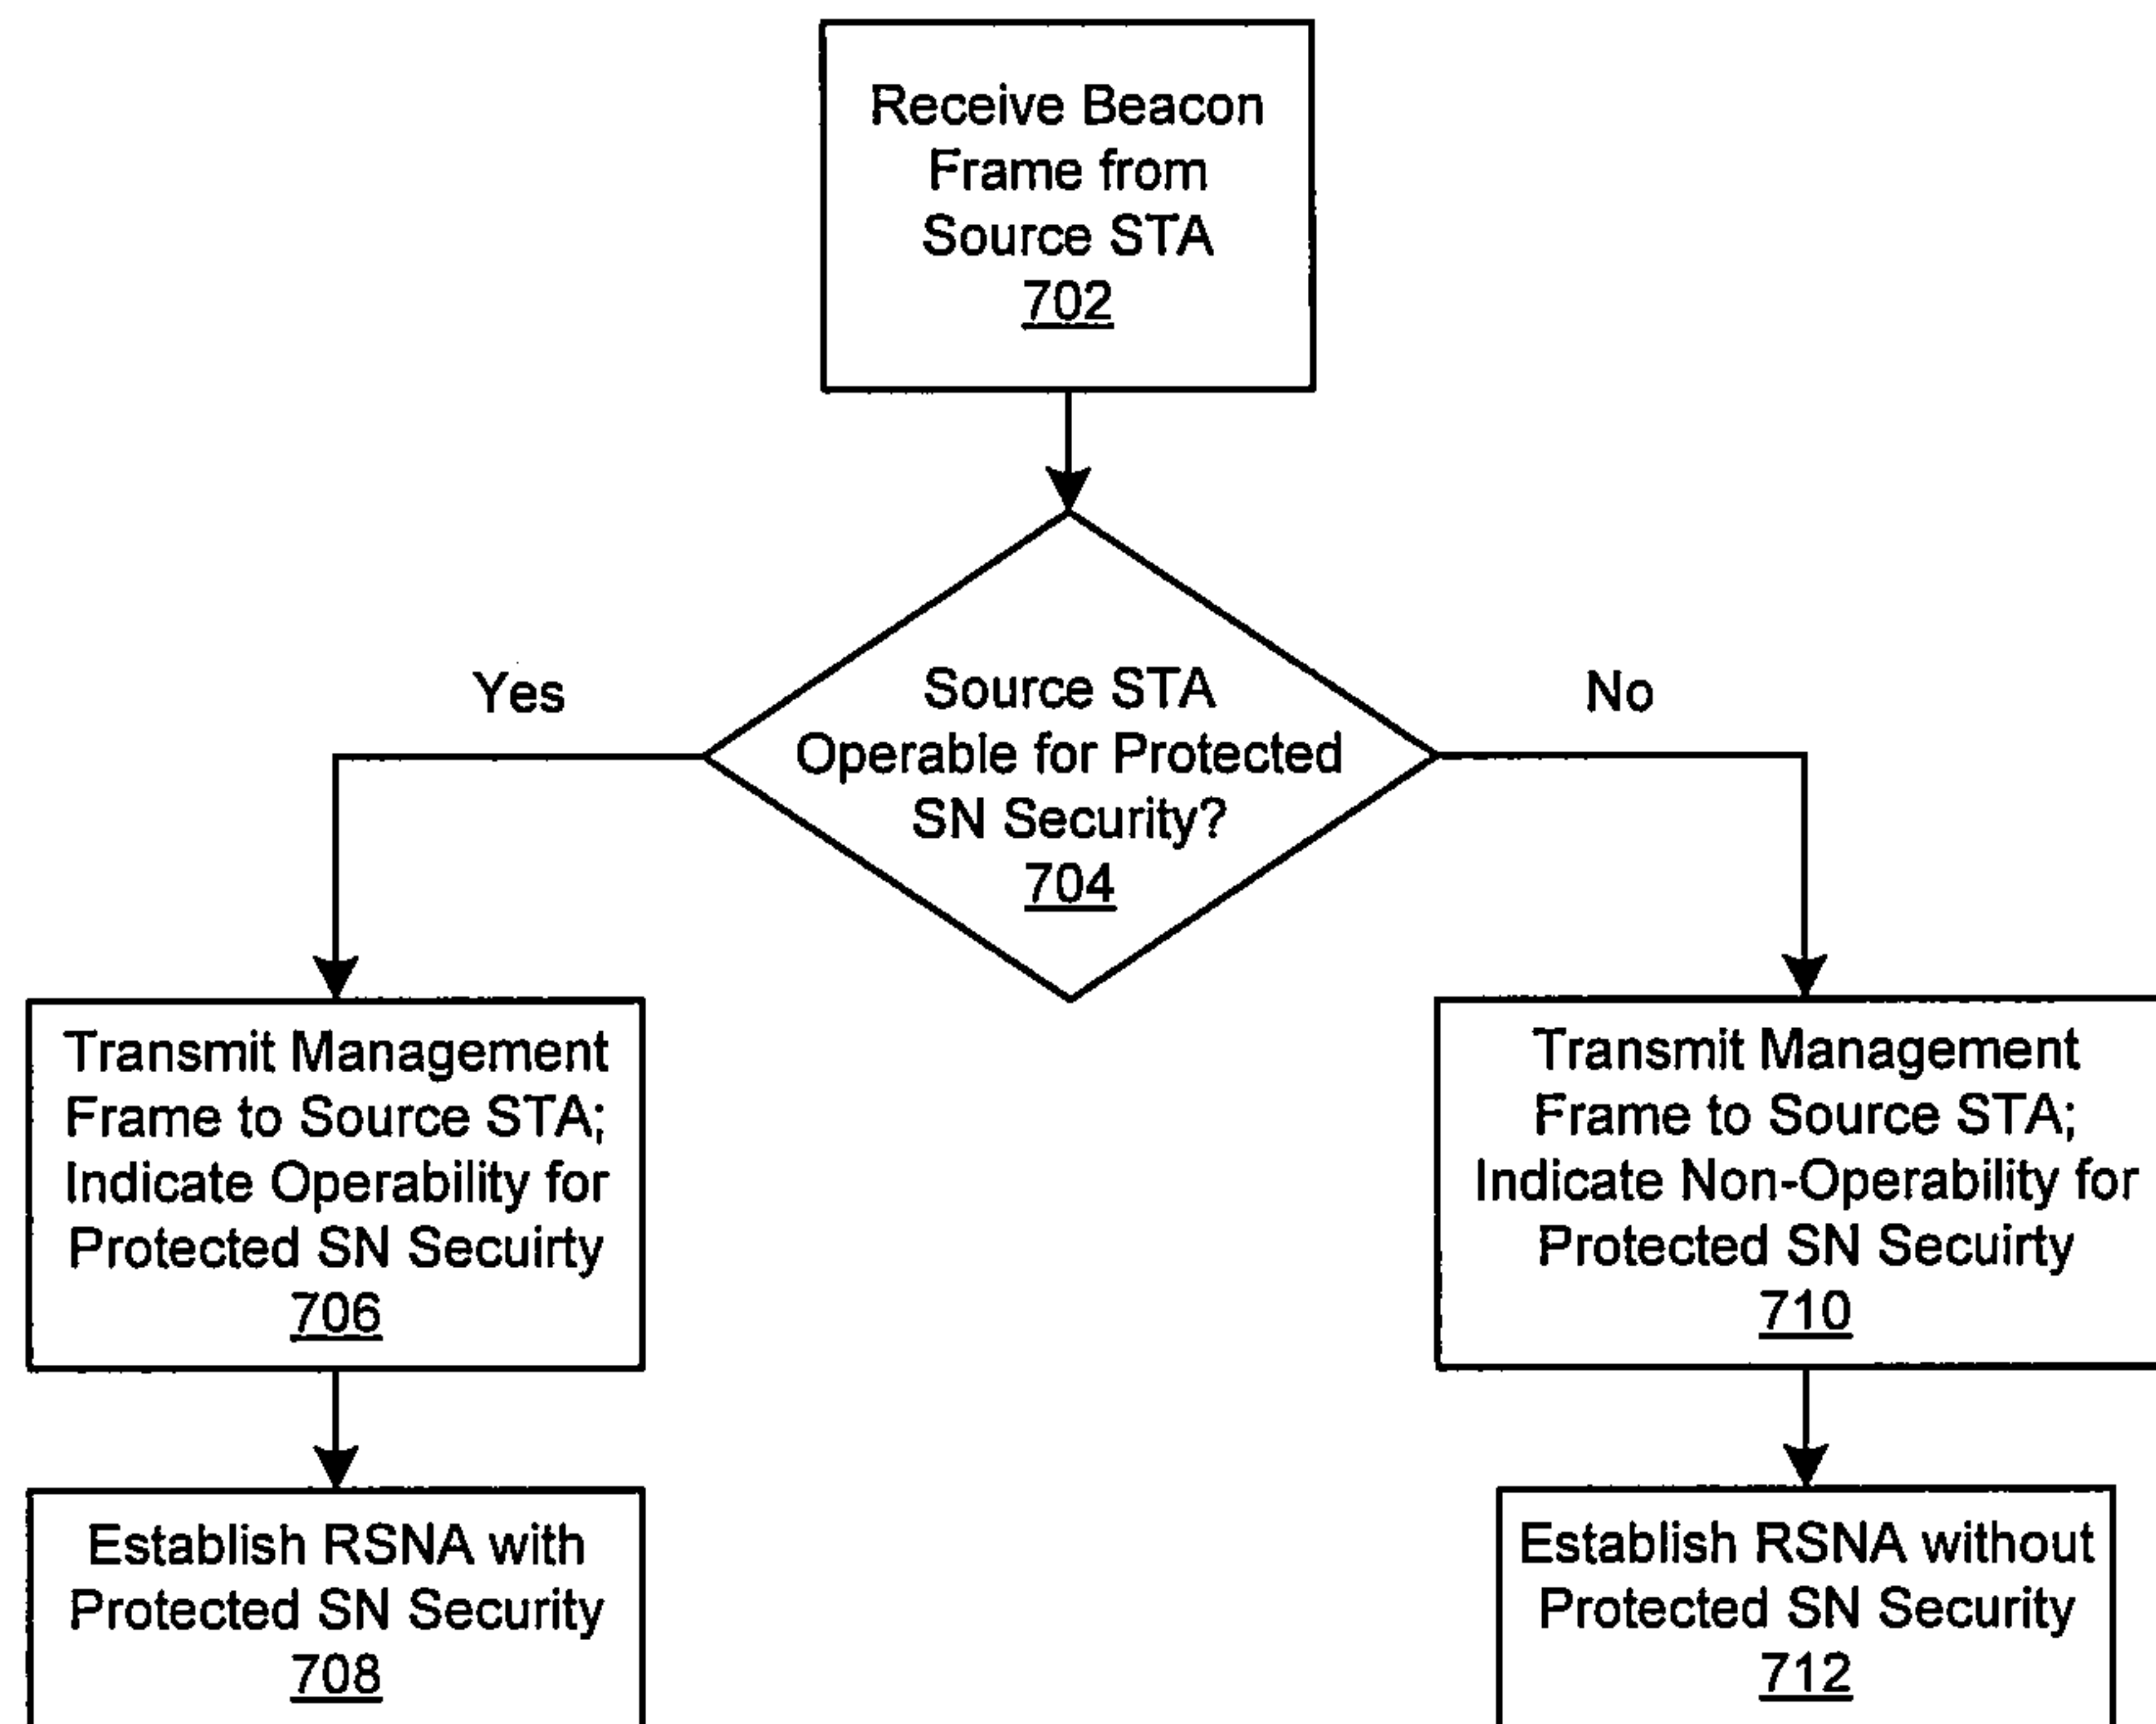 Receive Beacon
Frame from
Source STA
702
Source STA
Operable for Protected
SN Security?
704
Yes
No
Transmit Management
Frame to Source STA;
Indicate Operability for
Protected SN Secuirty
706
Establish RSNA with
Protected SN Security
708
Transmit Management
Frame to Source STA;
Indicate Non-Operability for
Protected SN Secuirty
710
Establish RSNA without
Protected SN Security
712